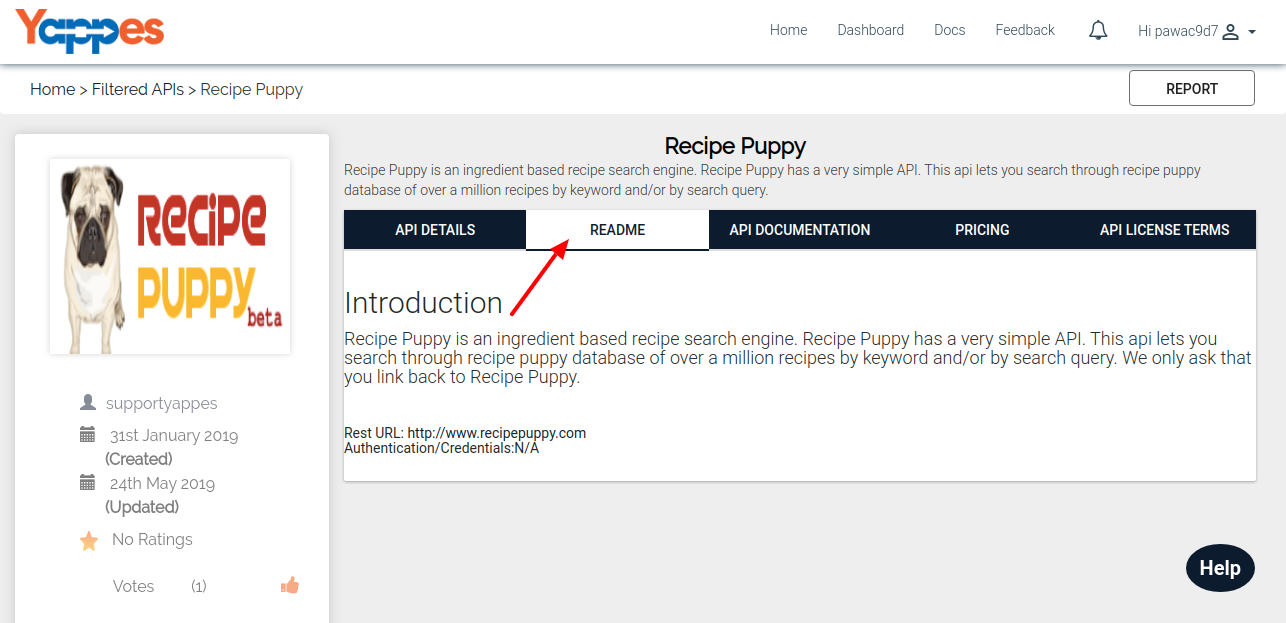 Yappes
Home Dashboard Docs Feedback Hi pawac9d7
Home > Filtered APIs > Recipe Puppy
REPORT
Recipe Puppy
Recipe Puppy is an ingredient based recipe search engine. Recipe Puppy has a very simple API. This api lets you search through recipe puppy
database of over a million recipes by keyword and/or by search query.
API DETAILS README API DOCUMENTATION PRICING API LICENSE TERMS
Introduction
Recipe Puppy is an ingredient based recipe search engine. Recipe Puppy has a very simple API. This api lets you
search through recipe puppy database of over a million recipes by keyword and/or by search query. We only ask that
you link back to Recipe Puppy.
Rest URL: http://www.recipepuppy.com
Authentication/Credentials:N/A
Recipe
Puppy
beta
supportyappes
31st January 2019
(Created)
24th May 2019
(Updated)
No Ratings
Votes (1)
Help